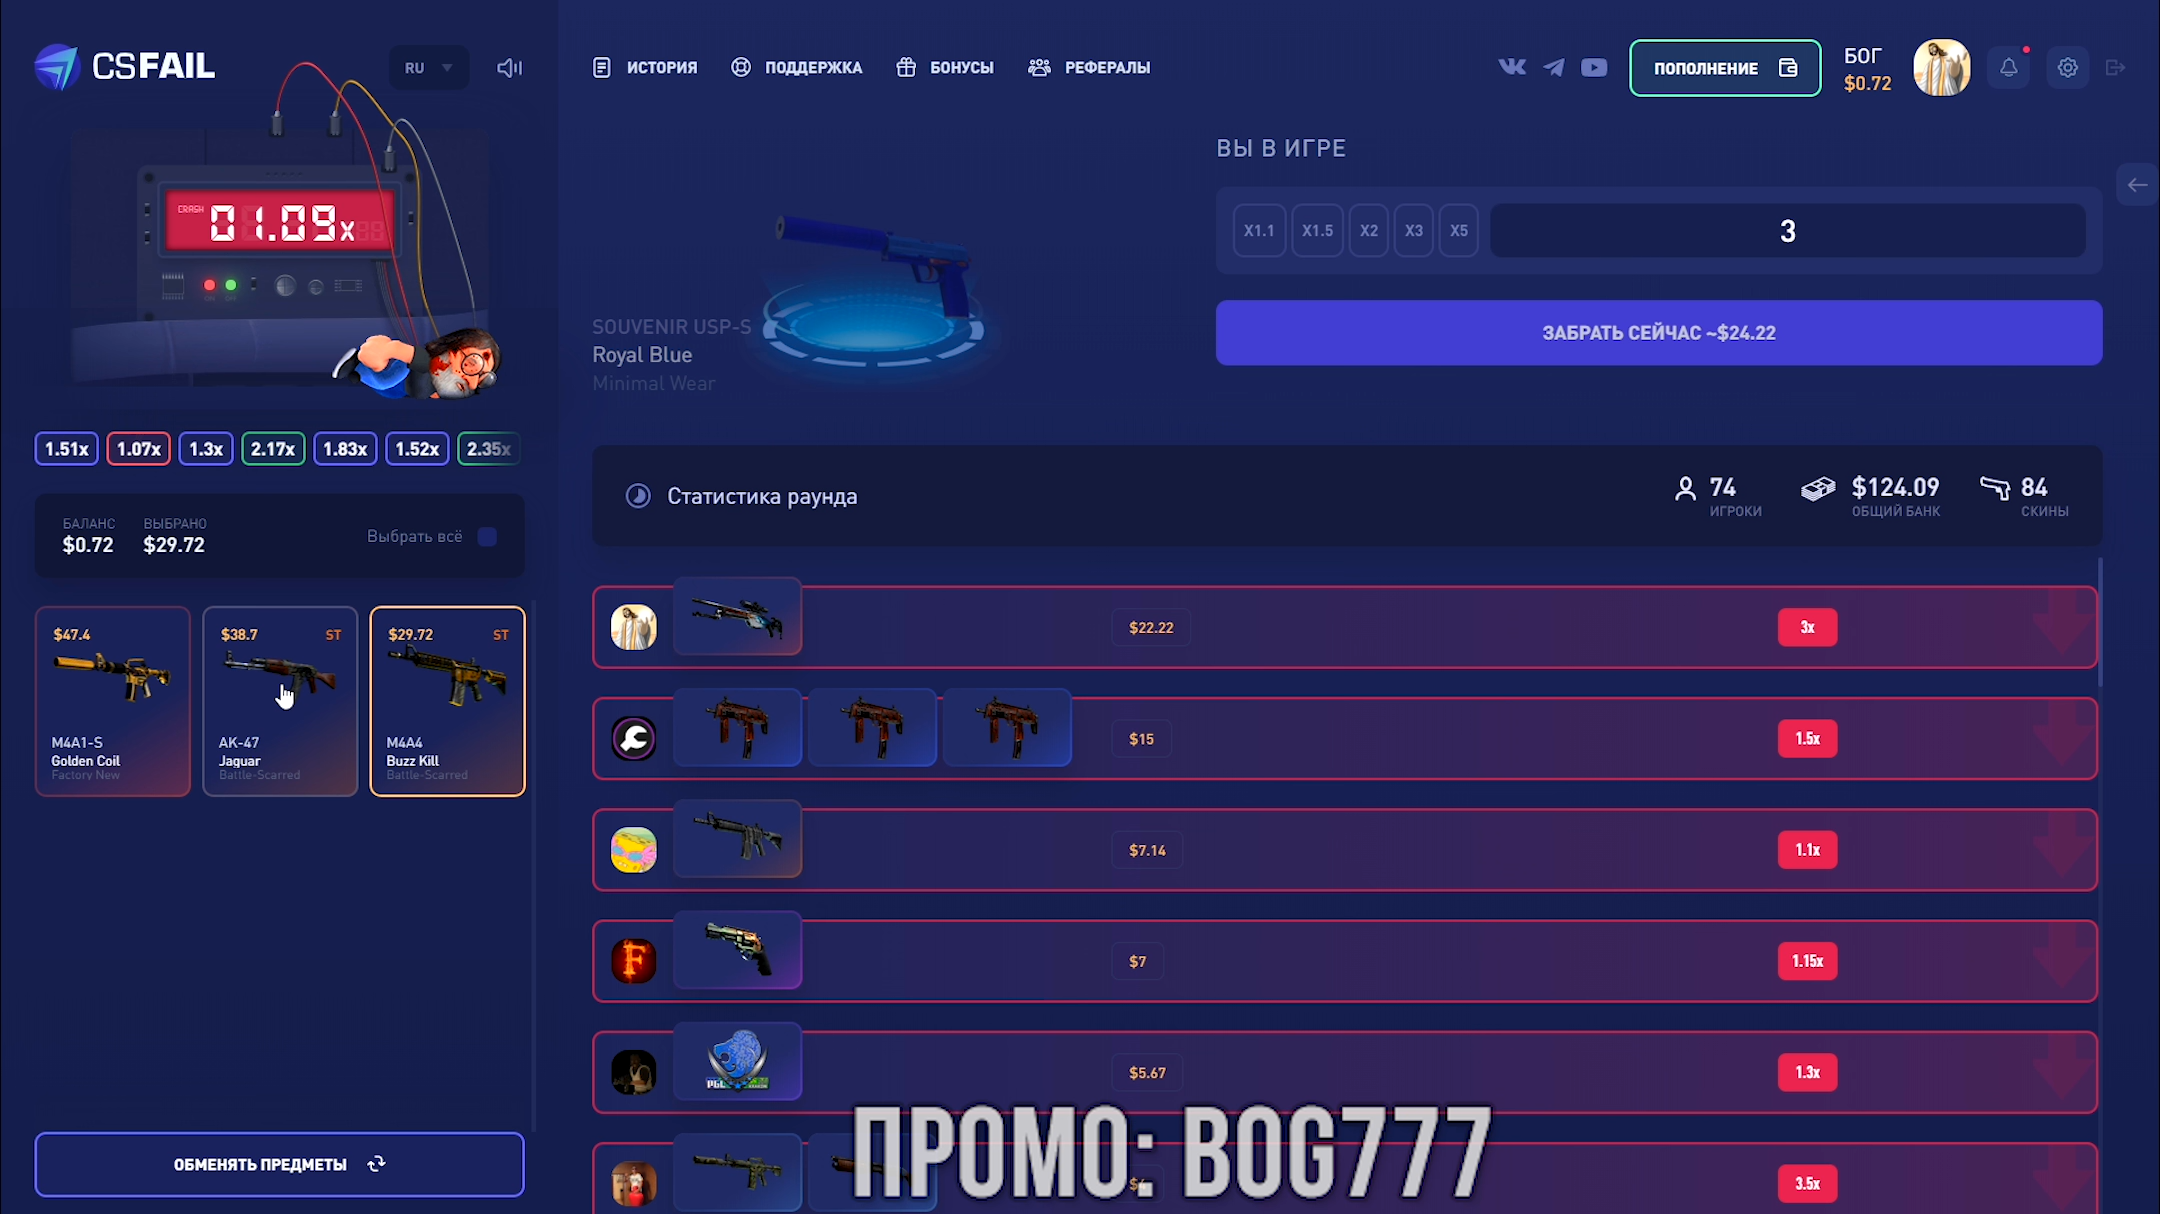 CSFAIL
RU
ИСТОРИЯ
ПОДДЕРЖКА
БОНУСЫ
РЕФЕРАЛЫ
ПОПОЛНЕНИЕ
БОГ
$0.72
CRASH
01.09x
SOUVENIR USP-S
Royal Blue
Minimal Wear
ВЫ В ИГРЕ
X1.1
X1.5
X2
X3
X5
3
ЗАБРАТЬ СЕЙЧАС ~$24.22
1.51x
1.07x
1.3x
2.17x
1.83x
1.52x
2.35x
БАЛАНС
$0.72
ВЫБРАНО
$29.72
Выбрать всё
$47.4
M4A1-S
Golden Coil
Factory New
$38.7
ST
AK-47
Jaguar
Battle-Scarred
$29.72
ST
M4A4
Buzz Kill
Battle-Scarred
ОБМЕНЯТЬ ПРЕДМЕТЫ
Статистика раунда
74
ИГРОКИ
$124.09
ОБЩИЙ БАНК
84
СКИНЫ
$22.22
3x
$15
1.5x
$7.14
1.1x
F
$7
1.15x
$5.67
1.3x
3.5x
ПРОМО: BOG777